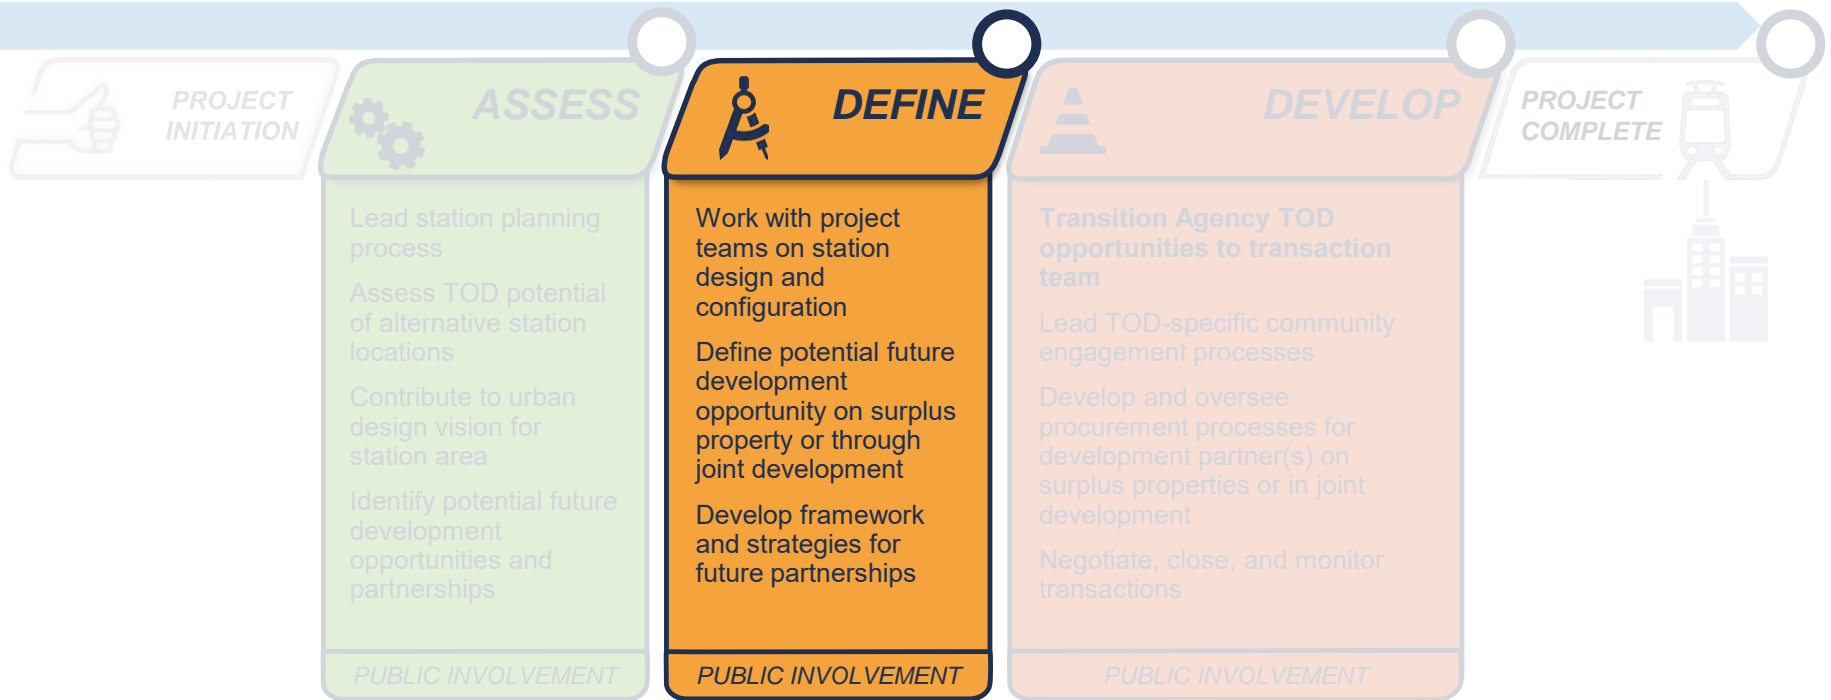 PROJECT
INITIATION
ASSESS
Lead station planning
process
Assess TOD potential
of alternative station
locations
Contribute to urban
design vision for
station area
Identify potential future
development
opportunities and
partnerships
PUBLIC INVOLVEMENT
DEFINE
Work with project
teams on station
design and
configuration
Define potential future
development
opportunity on surplus
property or through
joint development
Develop framework
and strategies for
future partnerships
PUBLIC INVOLVEMENT
DEVELOP
Transition Agency TOD
opportunities to transaction
team
Lead TOD-specific community
engagement processes
Develop and oversee
procurement processes for
development partner(s) on
surplus properties or in joint
development
Negotiate, close, and monitor
transactions
PUBLIC INVOLVEMENT
PROJECT
COMPLETE